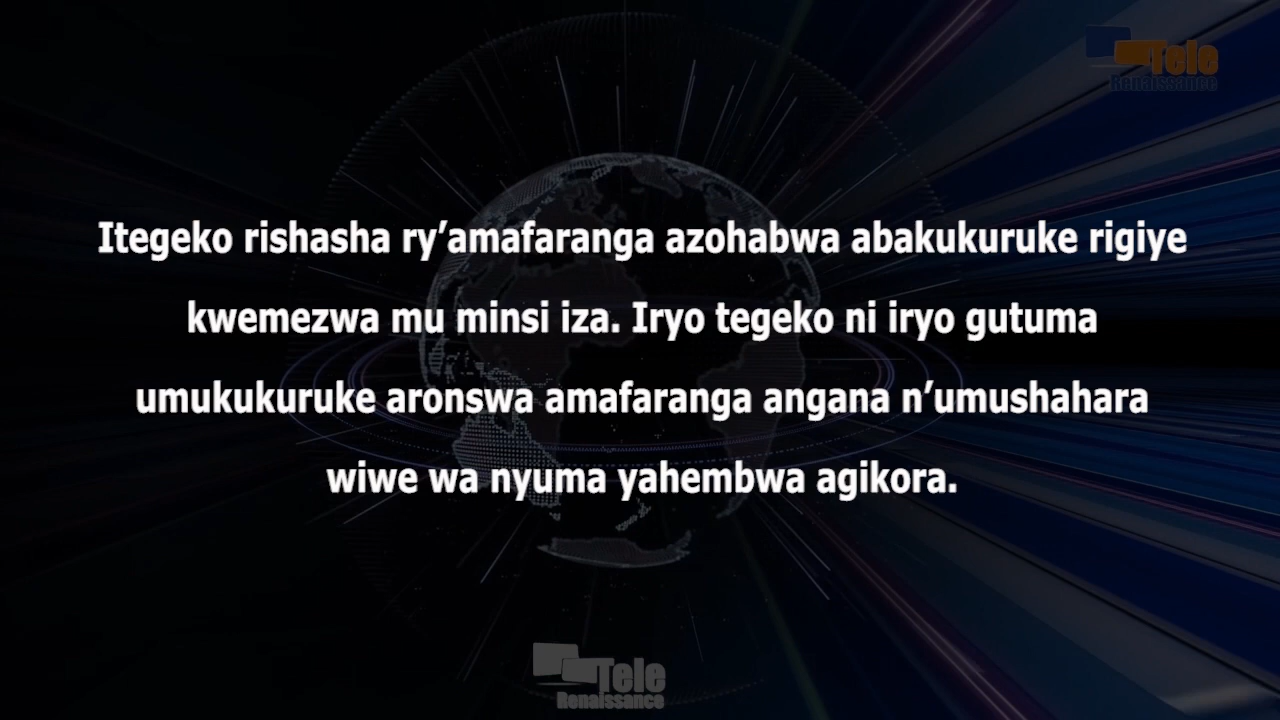 Tele
Renaissance
Itegeko rishasha ry’amafaranga azohabwa abakukuruke rigiye
kwemezwa mu minsi iza. Iryo tegeko ni iryo gutuma
umukukuruke aronswa amafaranga angana n’umushahara
wiwe wa nyuma yahembwa agikora.
Tele
Renaissance